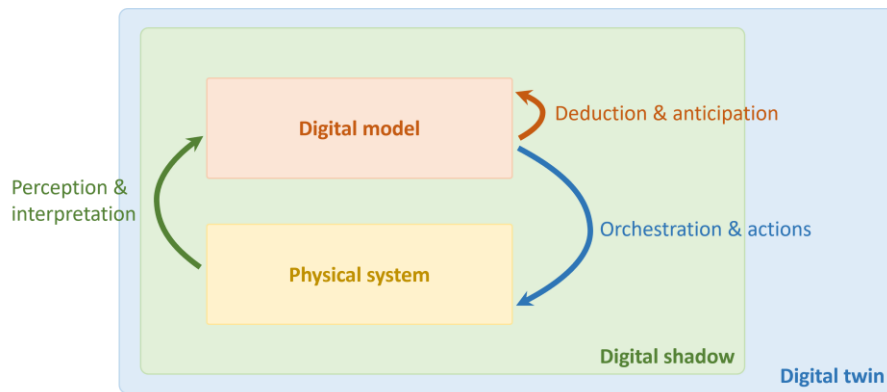 Digital model
Deduction & anticipation
Perception &
interpretation
Orchestration & actions
Physical system
Digital shadow
Digital twin